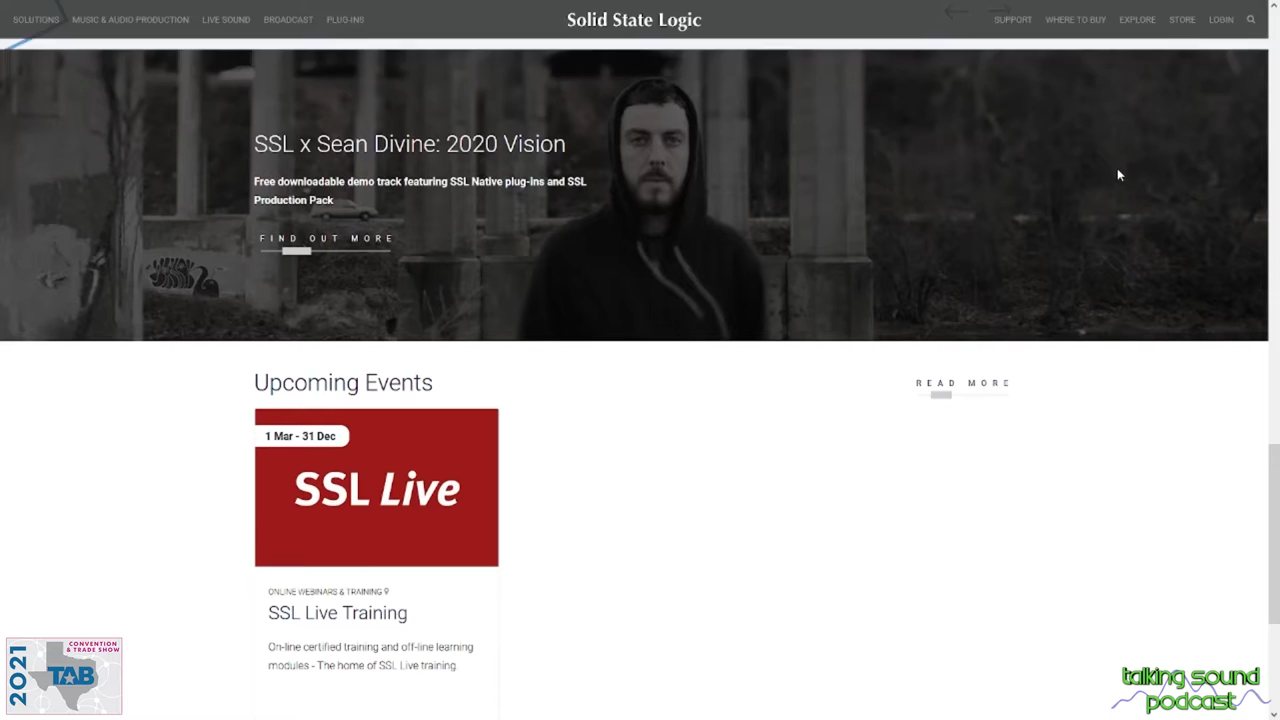 SOLUTIONS MUSIC & AUDIO PRODUCTION LIVE SOUND BROADCAST PLUG-INS Solid State Logic SUPPORT WHERE TO BUY EXPLORE STORE LOGIN
SSL x Sean Divine: 2020 Vision
Free downloadable demo track featuring SSL Native plug-ins and SSL
Production Pack
FIND OUT MORE
Upcoming Events
READ MORE
1 Mar - 31 Dec
SSL Live
ONLINE WEBINARS & TRAINING
SSL Live Training
On-line certified training and off-line learning
modules - The home of SSL Live training.
2021
CONVENTION
& TRADE SHOW
TAB
talking sound
podcast